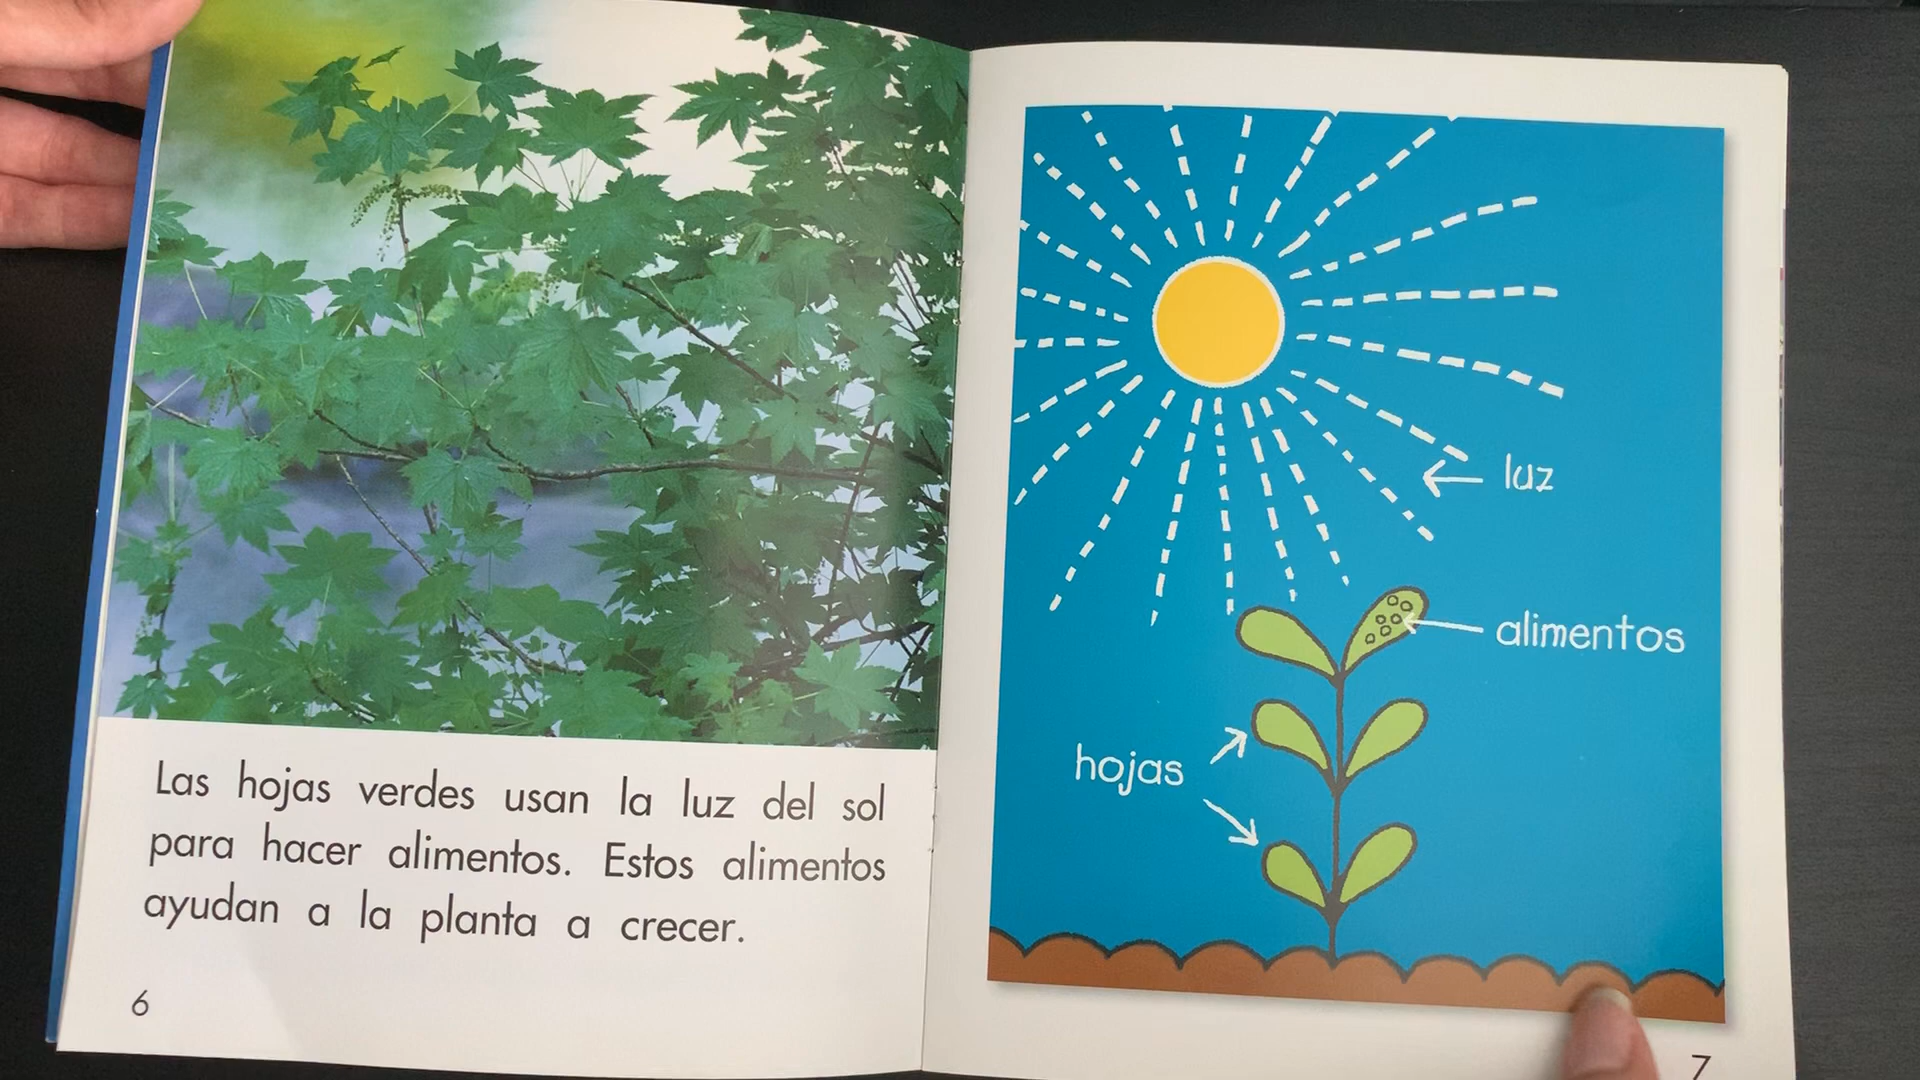 Las hojas verdes usan la luz del sol
para hacer alimentos. Estos alimentos
ayudan a la planta a crecer.
6
luz
alimentos
hojas
7